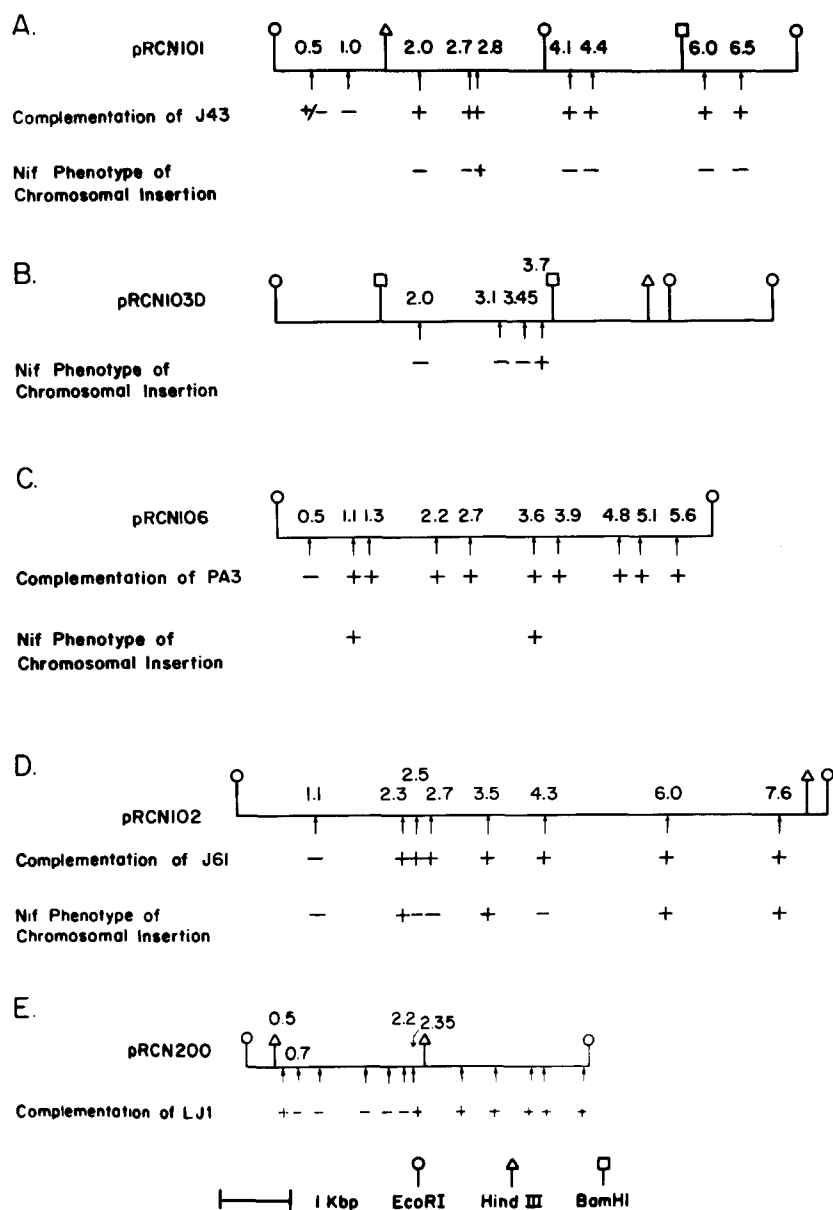 A.
pRCN101
0.5 1.0 2.0 2.7 2.8 4.1 4.4 6.0 6.5
Complementation of J43
+/- − + + + + + + +
Nif Phenotype of
Chromosomal Insertion
− − + − − − −
B.
pRCN103D
2.0 3.1 3.45 3.7
Nif Phenotype of
Chromosomal Insertion
− − − +
C.
pRCN106
0.5 1.1 1.3 2.2 2.7 3.6 3.9 4.8 5.1 5.6
Complementation of PA3
− + + + + + + + + +
Nif Phenotype of
Chromosomal Insertion
+ +
D.
pRCN102
1.1 2.3 2.5 2.7 3.5 4.3 6.0 7.6
Complementation of J61
− + + + + + + +
Nif Phenotype of
Chromosomal Insertion
− + − − + − + +
E.
pRCN200
0.5 0.7 2.2 2.35
Complementation of LJ1
+ − − − − − + + + + + +
1 Kbp EcoRI Hind III BamHI